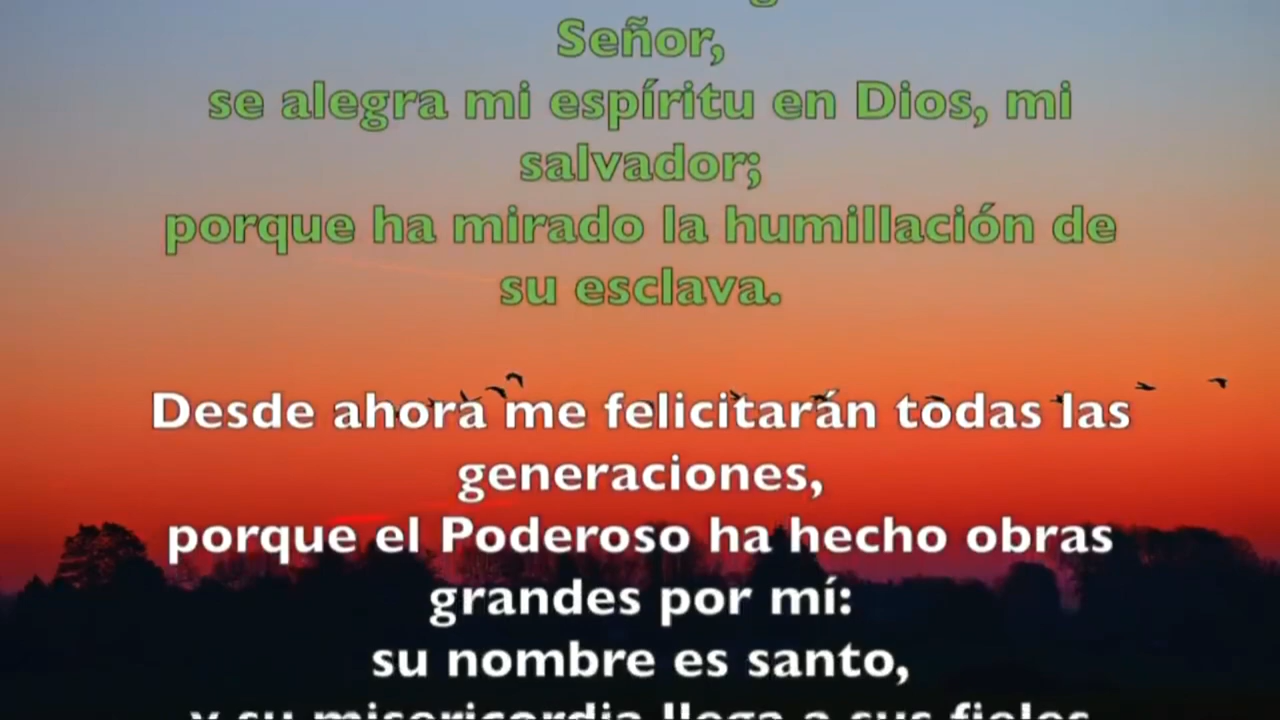 Señor,
se alegra mi espíritu en Dios, mi
salvador;
porque ha mirado la humillación de
su esclava.
Desde ahora me felicitarán todas las
generaciones,
porque el Poderoso ha hecho obras
grandes por mí:
su nombre es santo,
y su misericordia llega a sus fieles